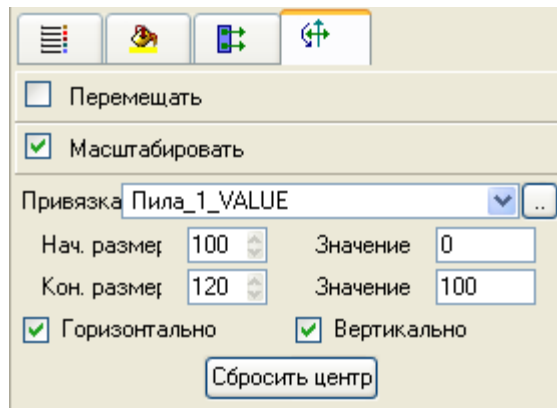 Перемещать
Масштабировать
Привязка Пила_1_VALUE ..
Нач. размер 100 Значение 0
Кон. размер 120 Значение 100
Горизонтально Вертикально
Сбросить центр